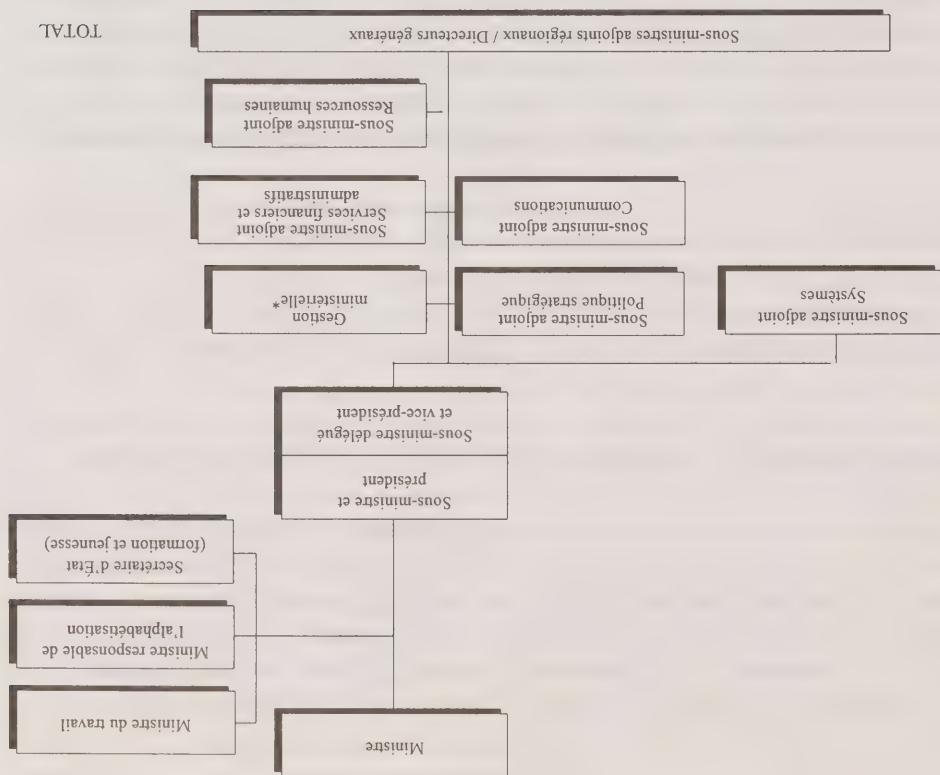 Ministre
Ministre du travail
Ministre responsable de
l'alphabétisation
Secrétaire d'État
(formation et jeunesse)
Sous-ministre et
président
Sous-ministre délégué
et vice-président
Sous-ministre adjoint
Systèmes
Sous-ministre adjoint
Politique stratégique
Gestion
ministérielle*
Sous-ministre adjoint
Communications
Sous-ministre adjoint
Services financiers et
administratifs
Sous-ministre adjoint
Ressources humaines
Sous-ministres adjoints régionaux / Directeurs généraux
TOTAL